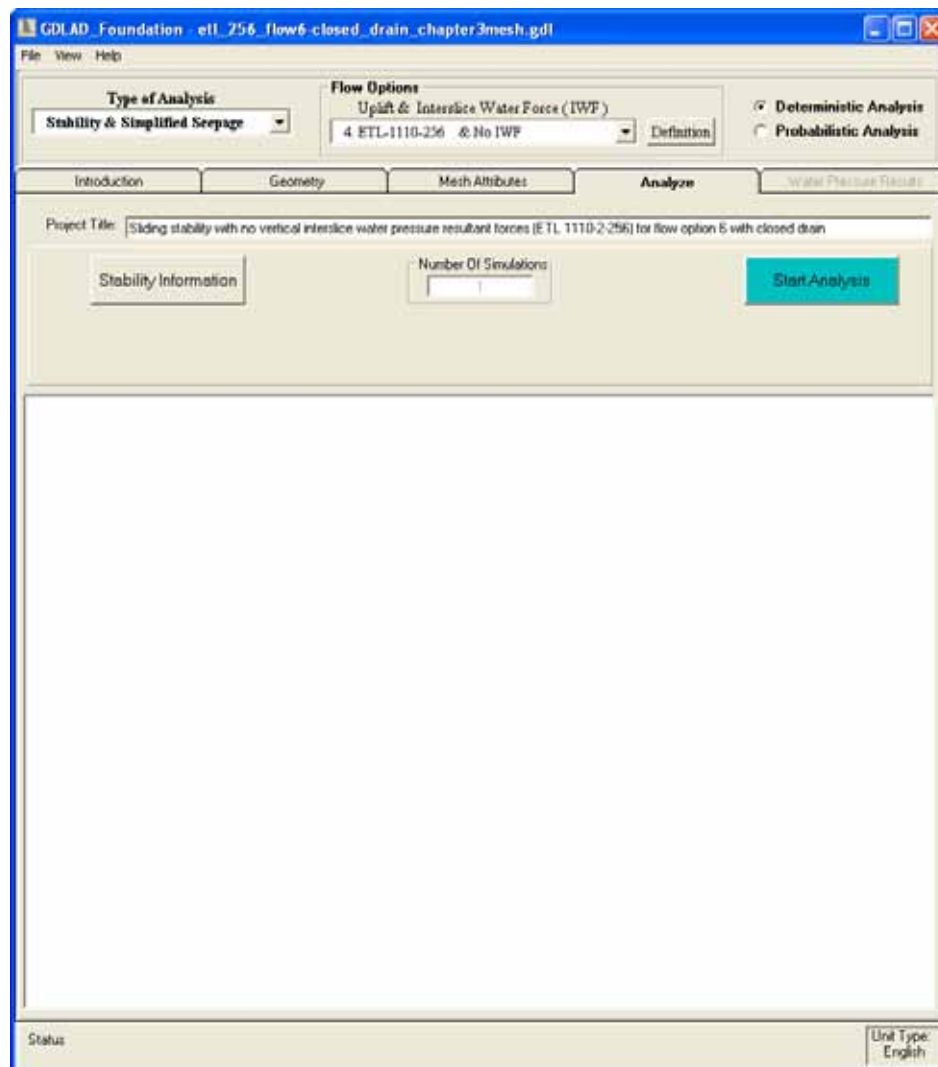 GDLAD_Foundation - etl_256_flow6-closed_drain_chapter3mesh.gdl
File View Help
Type of Analysis
Stability & Simplified Seepage
Flow Options
Uplift & Interslice Water Force ( IWF )
4. ETL-1110-256 & No IWF
Definition
Deterministic Analysis
Probabilistic Analysis
Introduction
Geometry
Mesh Attributes
Analyze
Water Pressure Results
Project Title:
Sliding stability with no vertical interslice water pressure resultant forces (ETL 1110-2-256) for flow option 6 with closed drain
Stability Information
Number Of Simulations
1
Start Analysis
Status
Unit Type:
English